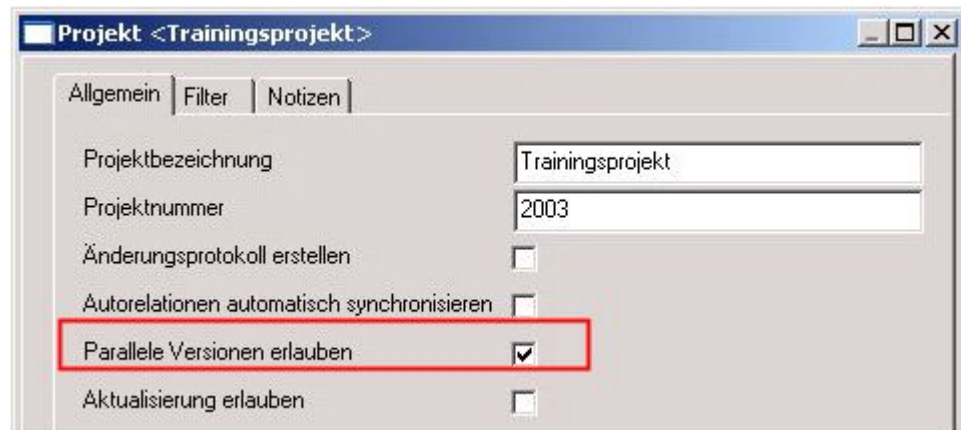 Projekt <Trainingsprojekt>
Allgemein Filter Notizen
Projektbezeichnung Trainingsprojekt
Projektnummer 2003
Änderungsprotokoll erstellen
Autorelationen automatisch synchronisieren
Parallele Versionen erlauben
Aktualisierung erlauben